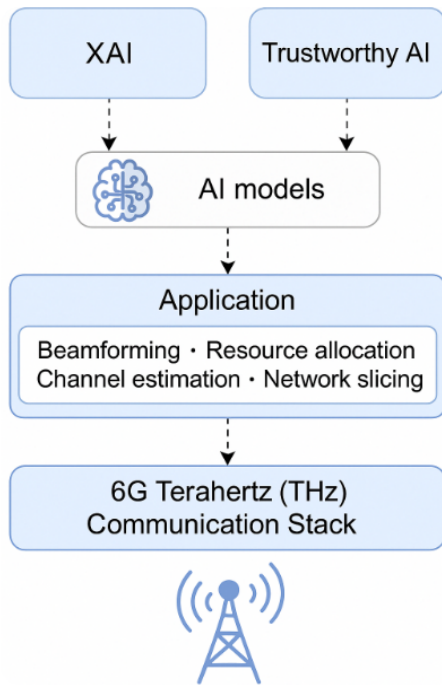 XAI
Trustworthy AI
AI models
Application
Beamforming · Resource allocation
Channel estimation · Network slicing
6G Terahertz (THz)
Communication Stack